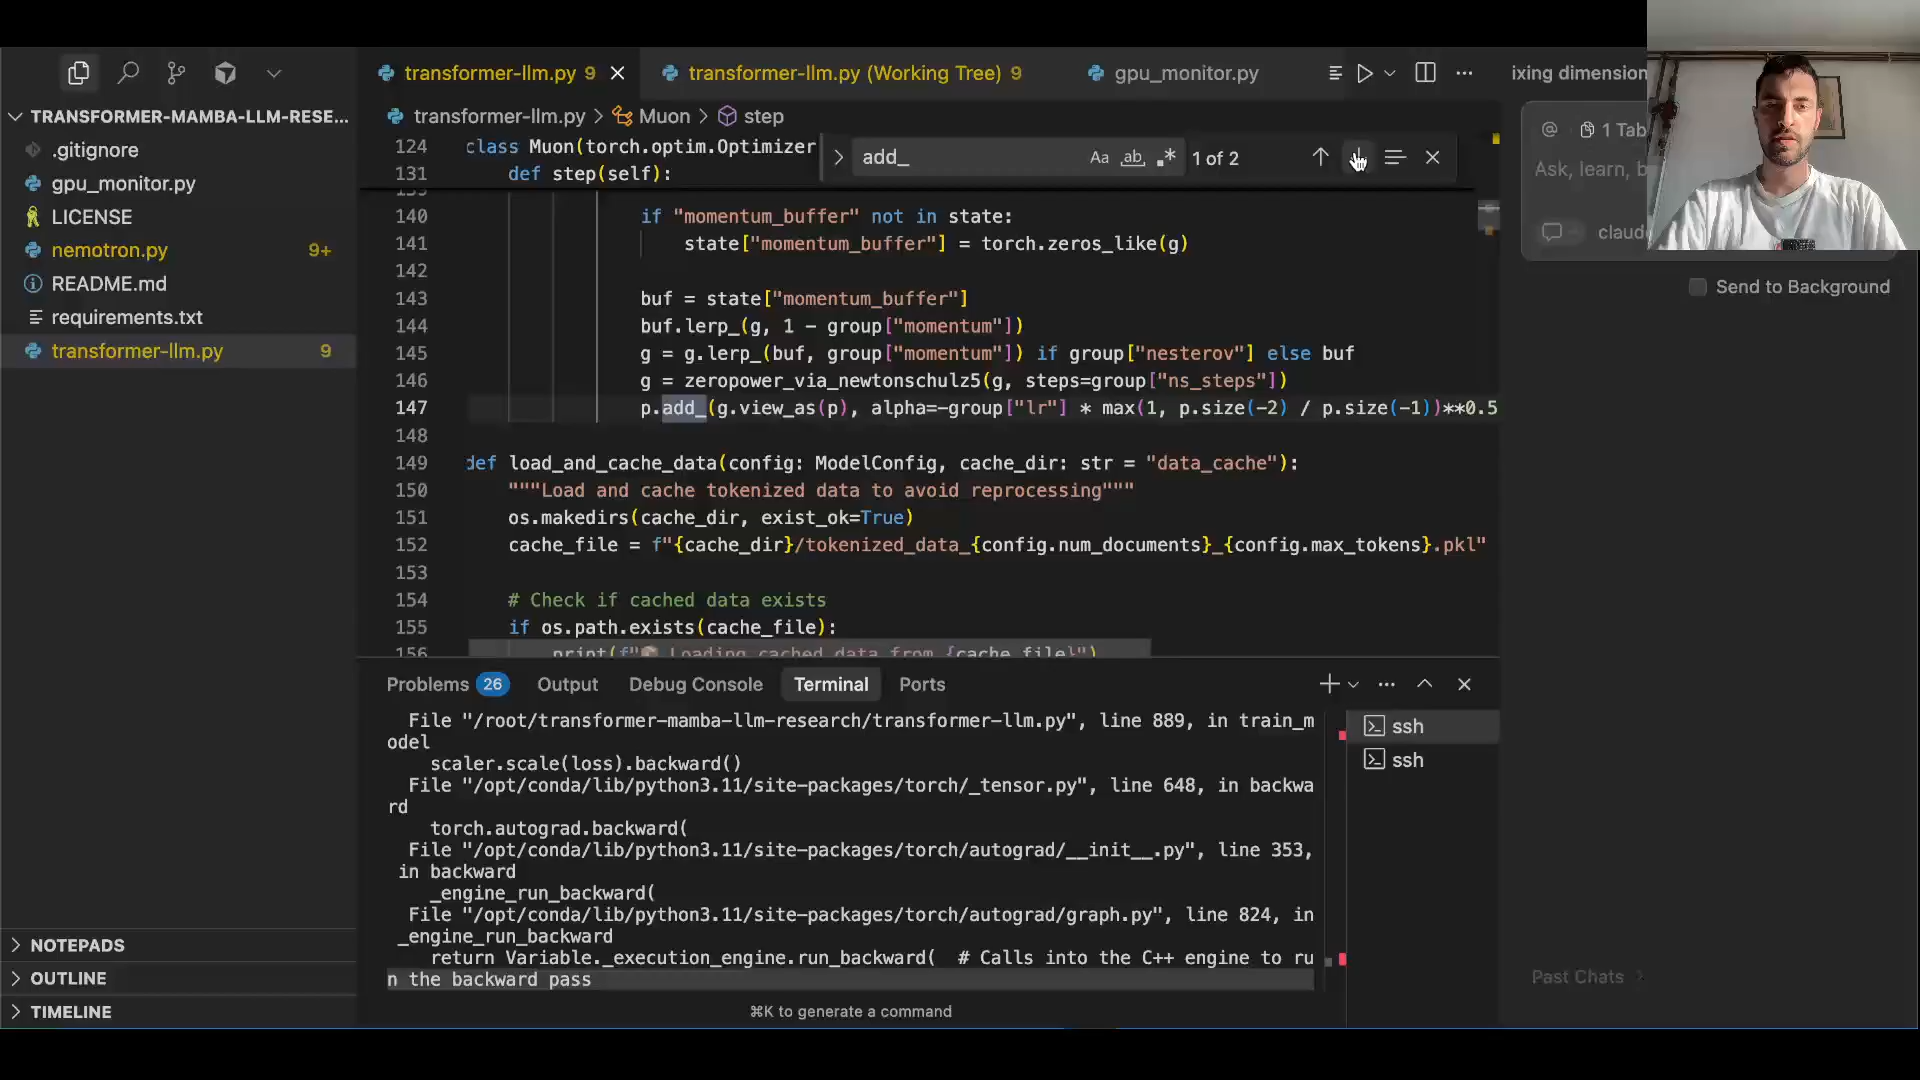 transformer-llm.py 9
transformer-llm.py (Working Tree) 9
gpu_monitor.py
ixing dimension
TRANSFORMER-MAMBA-LLM-RESE...
.gitignore
gpu_monitor.py
LICENSE
nemotron.py 9+
README.md
requirements.txt
transformer-llm.py 9
NOTEPADS
OUTLINE
TIMELINE
transformer-llm.py > Muon > step
124 class Muon(torch.optim.Optimizer
131 def step(self):
add_ Aa ab 1 of 2
140 if "momentum_buffer" not in state:
141 state["momentum_buffer"] = torch.zeros_like(g)
142
143 buf = state["momentum_buffer"]
144 buf.lerp_(g, 1 - group["momentum"])
145 g = g.lerp_(buf, group["momentum"]) if group["nesterov"] else buf
146 g = zeropower_via_newtonschulz5(g, steps=group["ns_steps"])
147 p.add_(g.view_as(p), alpha=-group["lr"] * max(1, p.size(-2) / p.size(-1))**0.5
148
149 def load_and_cache_data(config: ModelConfig, cache_dir: str = "data_cache"):
150 """Load and cache tokenized data to avoid reprocessing"""
151 os.makedirs(cache_dir, exist_ok=True)
152 cache_file = f"{cache_dir}/tokenized_data_{config.num_documents}_{config.max_tokens}.pkl"
153
154 # Check if cached data exists
155 if os.path.exists(cache_file):
156 print(f"📦 Loading cached data from {cache_file}")
Problems 26 Output Debug Console Terminal Ports
File "/root/transformer-mamba-llm-research/transformer-llm.py", line 889, in train_m
odel
scaler.scale(loss).backward()
File "/opt/conda/lib/python3.11/site-packages/torch/_tensor.py", line 648, in backwa
rd
torch.autograd.backward(
File "/opt/conda/lib/python3.11/site-packages/torch/autograd/__init__.py", line 353,
in backward
_engine_run_backward(
File "/opt/conda/lib/python3.11/site-packages/torch/autograd/graph.py", line 824, in
_engine_run_backward
return Variable._execution_engine.run_backward( # Calls into the C++ engine to ru
n the backward pass
⌘K to generate a command
ssh
ssh
@ 1 Tab
Ask, learn, b
claude
Send to Background
Past Chats >